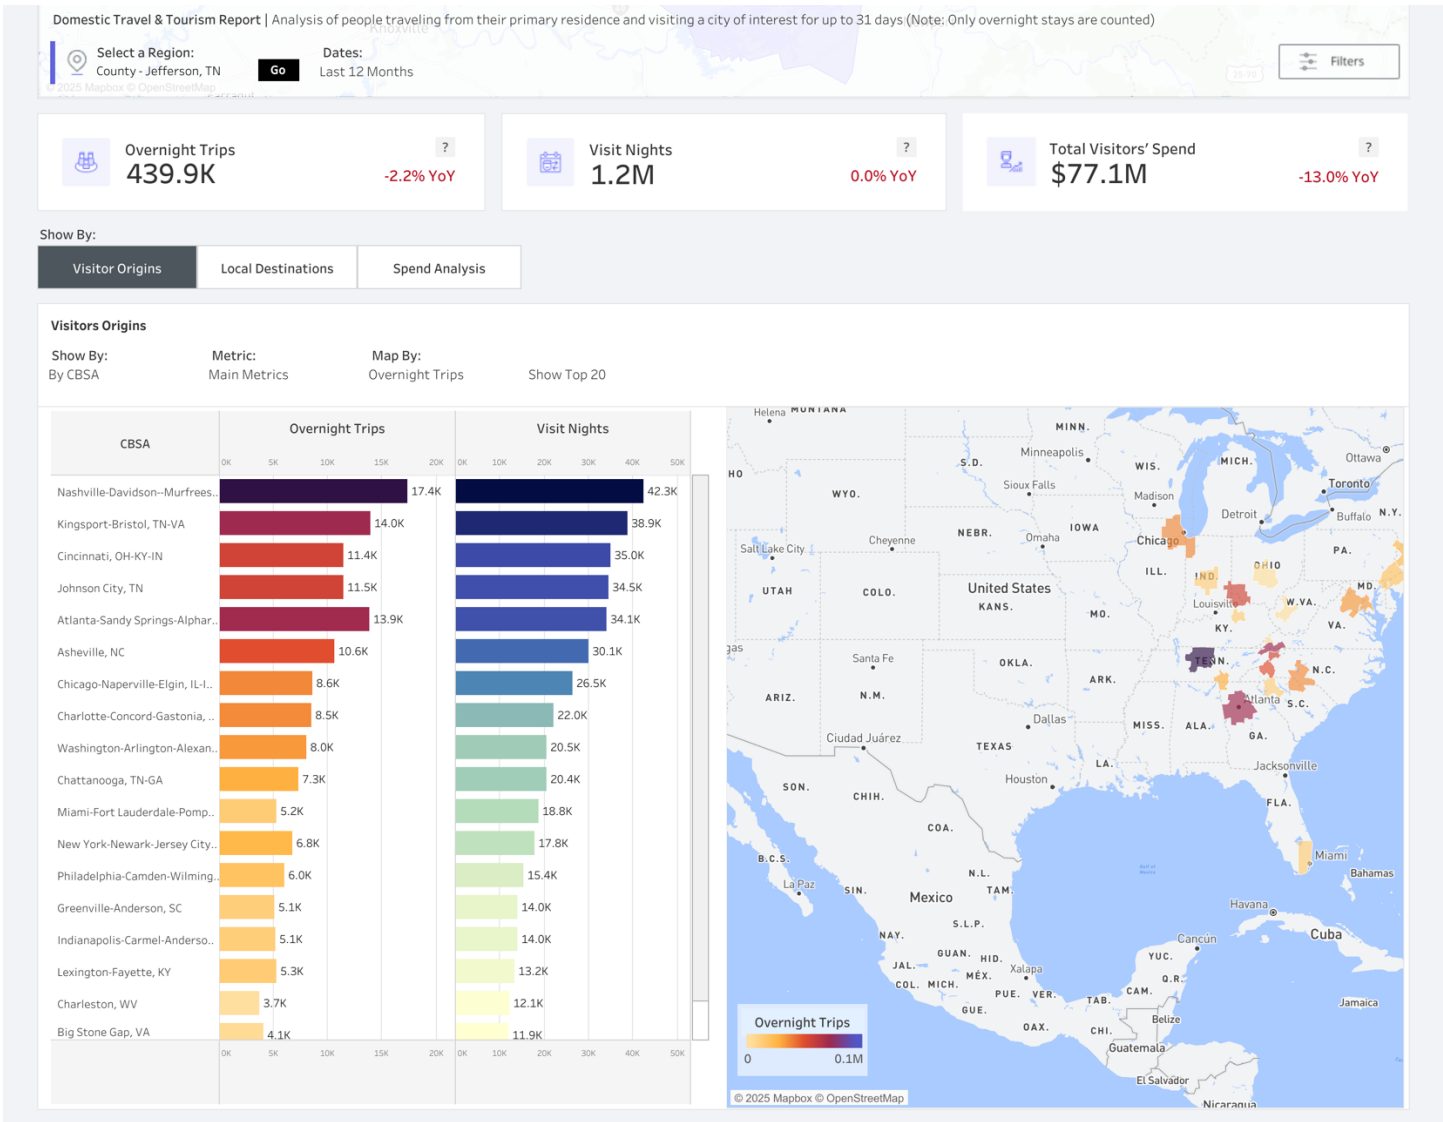 Domestic Travel & Tourism Report | Analysis of people traveling from their primary residence and visiting a city of interest for up to 31 days (Note: Only overnight stays are counted)
Knoxville
Select a Region:
County - Jefferson, TN
Go
Dates:
Last 12 Months
Filters
© 2025 Mapbox © OpenStreetMap
Overnight Trips
439.9K
?
-2.2% YoY
Visit Nights
1.2M
?
0.0% YoY
Total Visitors' Spend
$77.1M
?
-13.0% YoY
Show By:
Visitor Origins
Local Destinations
Spend Analysis
Visitors Origins
Show By:
By CBSA
Metric:
Main Metrics
Map By:
Overnight Trips
Show Top 20
CBSA
Overnight Trips
Visit Nights
0K 5K 10K 15K 20K 0K 10K 20K 30K 40K 50K
Nashville-Davidson--Murfrees.. 17.4K 42.3K
Kingsport-Bristol, TN-VA 14.0K 38.9K
Cincinnati, OH-KY-IN 11.4K 35.0K
Johnson City, TN 11.5K 34.5K
Atlanta-Sandy Springs-Alphar.. 13.9K 34.1K
Asheville, NC 10.6K 30.1K
Chicago-Naperville-Elgin, IL-I.. 8.6K 26.5K
Charlotte-Concord-Gastonia, .. 8.5K 22.0K
Washington-Arlington-Alexan.. 8.0K 20.5K
Chattanooga, TN-GA 7.3K 20.4K
Miami-Fort Lauderdale-Pomp.. 5.2K 18.8K
New York-Newark-Jersey City.. 6.8K 17.8K
Philadelphia-Camden-Wilming.. 6.0K 15.4K
Greenville-Anderson, SC 5.1K 14.0K
Indianapolis-Carmel-Anderso.. 5.1K 14.0K
Lexington-Fayette, KY 5.3K 13.2K
Charleston, WV 3.7K 12.1K
Big Stone Gap, VA 4.1K 11.9K
0K 5K 10K 15K 20K 0K 10K 20K 30K 40K 50K
Helena
MONTANA
MINN.
Minneapolis
Ottawa
S.D.
WIS.
MICH.
HO
Toronto
Sioux Falls
WYO.
Madison
Detroit
Buffalo
N.Y.
NEBR.
IOWA
Cheyenne
Omaha
Chicago
Salt Lake City
PA.
ILL.
IND.
OHIO
UTAH
COLO.
United States
MD.
KANS.
MO.
Louisville
W.VA.
KY.
VA.
gas
Santa Fe
OKLA.
TENN.
N.C.
ARK.
ARIZ.
N.M.
Atlanta
S.C.
Dallas
MISS.
ALA.
GA.
Ciudad Juárez
TEXAS
LA.
Jacksonville
SON.
Houston
CHIH.
FLA.
COA.
B.C.S.
Miami
N.L.
Bahamas
La Paz
SIN.
TAM.
Mexico
Havana
S.L.P.
NAY.
Cancún
Cuba
GUAN.
HID.
YUC.
JAL.
MÉX.
Xalapa
Q.R.
COL.
MICH.
PUE.
VER.
CAM.
TAB.
Jamaica
GUE.
Belize
OAX.
CHI.
Guatemala
El Salvador
Nicaragua
Overnight Trips
0 0.1M
© 2025 Mapbox © OpenStreetMap